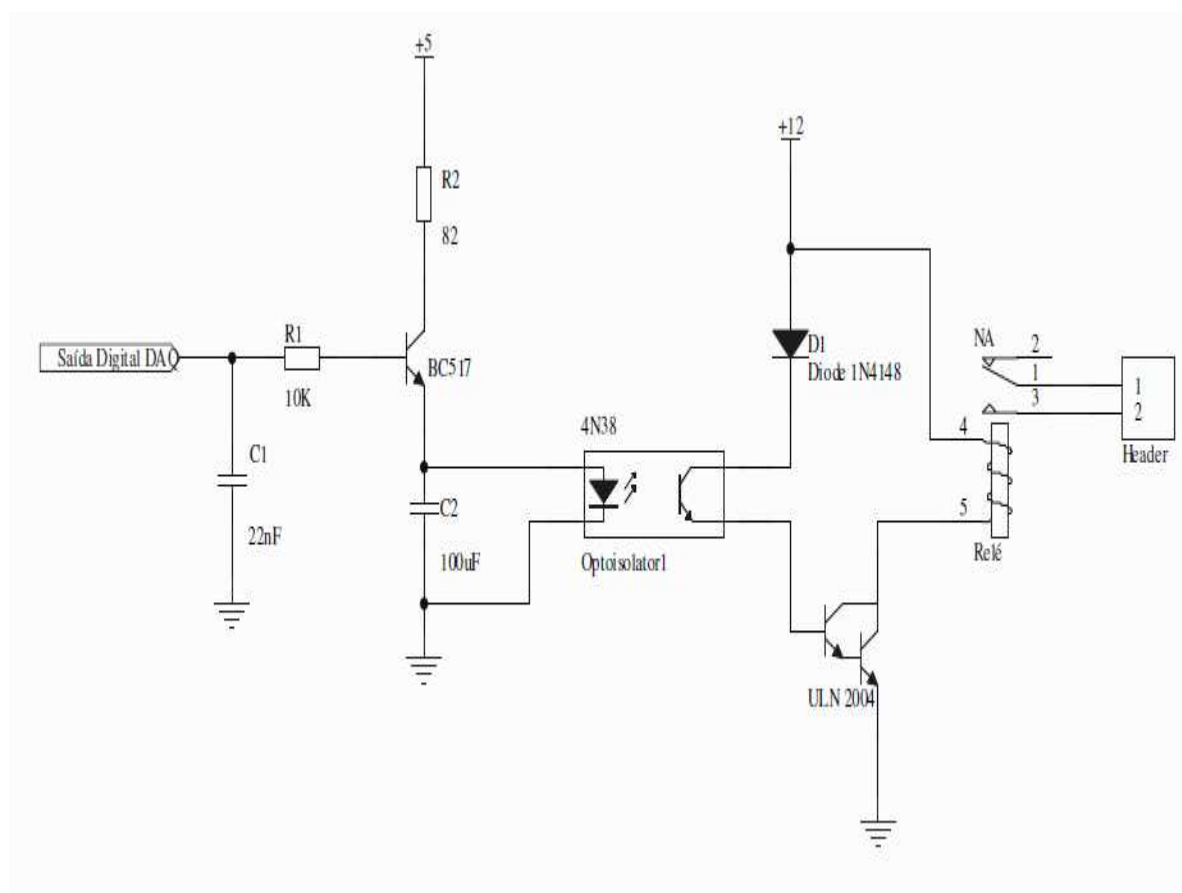 +5
R2
82
+12
Saída Digital DAQ
R1
10K
BC517
D1
Diode 1N4148
NA
2
1
3
1
2
Header
4
5
Relé
C1
22nF
C2
100uF
4N38
Optoisolator1
ULN 2004